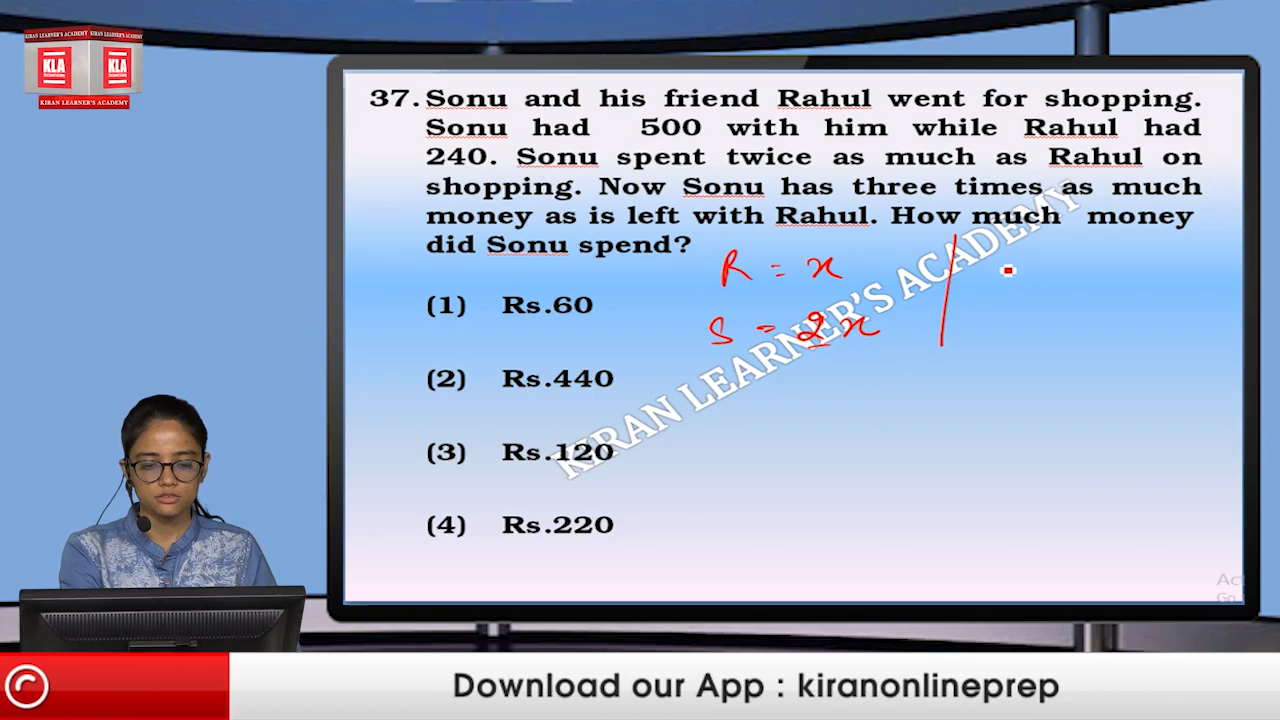 KIRAN LEARNER'S ACADEMY KIRAN LEARNER'S ACADEMY
KLA KLA
KIRAN LEARNER'S ACADEMY
37. Sonu and his friend Rahul went for shopping.
Sonu had 500 with him while Rahul had
240. Sonu spent twice as much as Rahul on
shopping. Now Sonu has three times as much
money as is left with Rahul. How much money
did Sonu spend?
R = x
S = 2x
(1) Rs.60
(2) Rs.440
(3) Rs.120
(4) Rs.220
KIRAN LEARNER'S ACADEMY
Download our App : kiranonlineprep